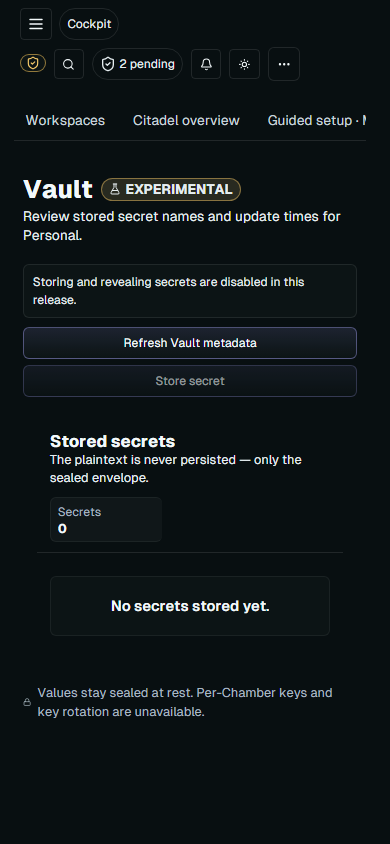 Cockpit
2 pending
Workspaces Citadel overview Guided setup ·
Vault EXPERIMENTAL
Review stored secret names and update times for
Personal.
Storing and revealing secrets are disabled in this
release.
Refresh Vault metadata
Store secret
Stored secrets
The plaintext is never persisted — only the
sealed envelope.
Secrets
0
No secrets stored yet.
Values stay sealed at rest. Per-Chamber keys and
key rotation are unavailable.